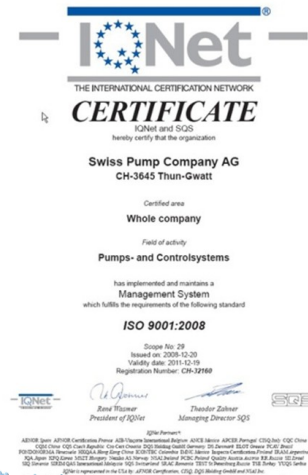 IQNet®
THE INTERNATIONAL CERTIFICATION NETWORK
CERTIFICATE
IQNet and SQS
hereby certify that the organization
Swiss Pump Company AG
CH-3645 Thun-Gwatt
Certified area
Whole company
Field of activity
Pumps- and Controlsystems
has implemented and maintains a
Management System
which fulfills the requirements of the following standard
ISO 9001:2008
Scope No: 29
Issued on: 2008-12-20
Validity date: 2011-12-19
Registration Number: CH-32160
IQNet
SQS
René Wasmer
President of IQNet
Theodor Zahner
Managing Director SQS
IQNet Partners*: